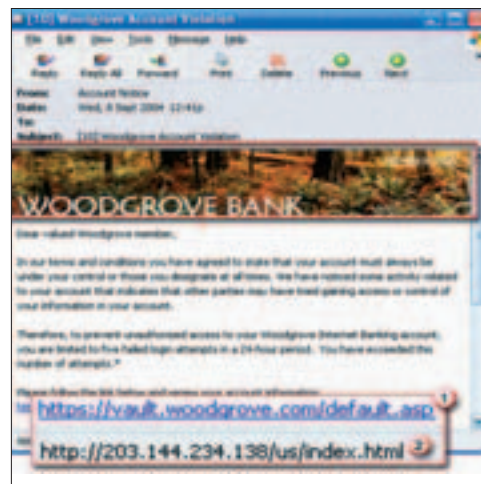 [10] Woodgrove Account Violation
File Edit View Tools Message Help
Reply Reply All Forward Print Delete Previous Next
From: Account Notice
Date: Wed, 8 Sept 2004 12:41p
To:
Subject: [10] Woodgrove Account Violation
WOODGROVE BANK
Dear valued Woodgrove member,
In our terms and conditions you have agreed to state that your account must always be
under your control or those you designate at all times. We have noticed some activity related
to your account that indicates that other parties may have tried gaining access or control of
your information in your account.
Therefore, to prevent unauthorized access to your Woodgrove Internet Banking account,
you are limited to five failed login attempts in a 24-hour period. You have exceeded this
number of attempts.*
Please follow the link below and renew your account information
https://vault.woodgrove.com/default.asp 1
http://203.144.234.138/us/index.html 2